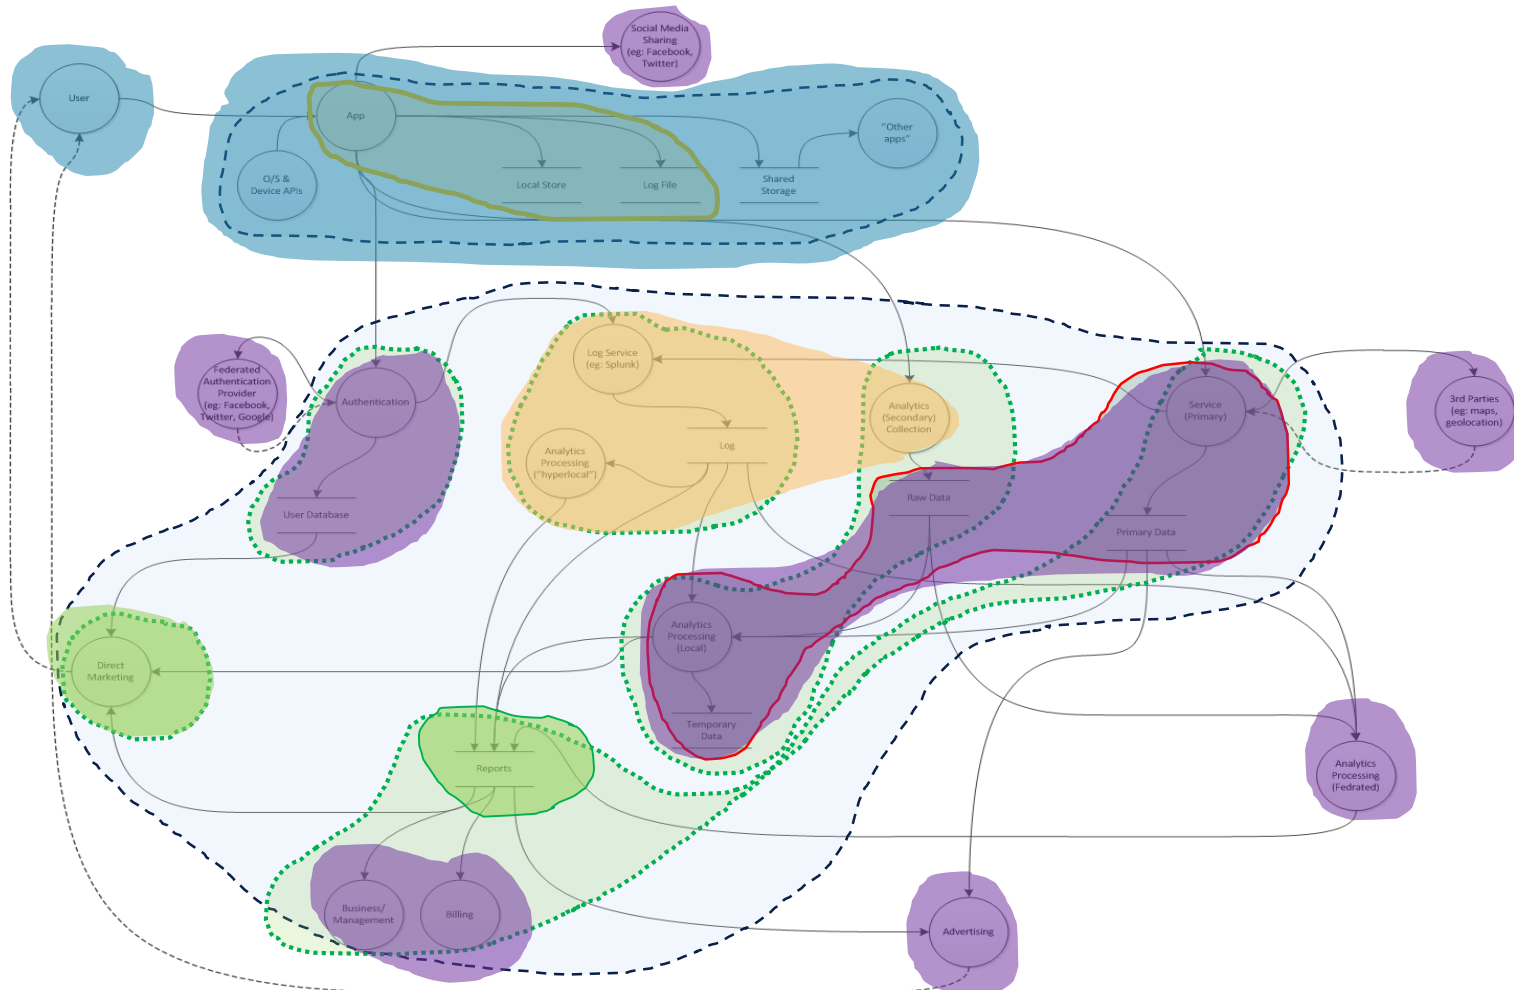 Social Media
Sharing
(eg: Facebook,
Twitter)
User
App
"Other
apps"
O/S &
Device APIs
Local Store
Log File
Shared
Storage
Log Service
(eg: Splunk)
Federated
Authentication
Provider
(eg: Facebook,
Twitter, Google)
Authentication
Analytics
(Secondary)
Collection
Service
(Primary)
3rd Parties
(eg: maps,
geolocation)
Log
Analytics
Processing
("hyperlocal")
Raw Data
User Database
Primary Data
Analytics
Processing
(Local)
Direct
Marketing
Temporary
Data
Reports
Analytics
Processing
(Fedrated)
Business/
Management
Billing
Advertising